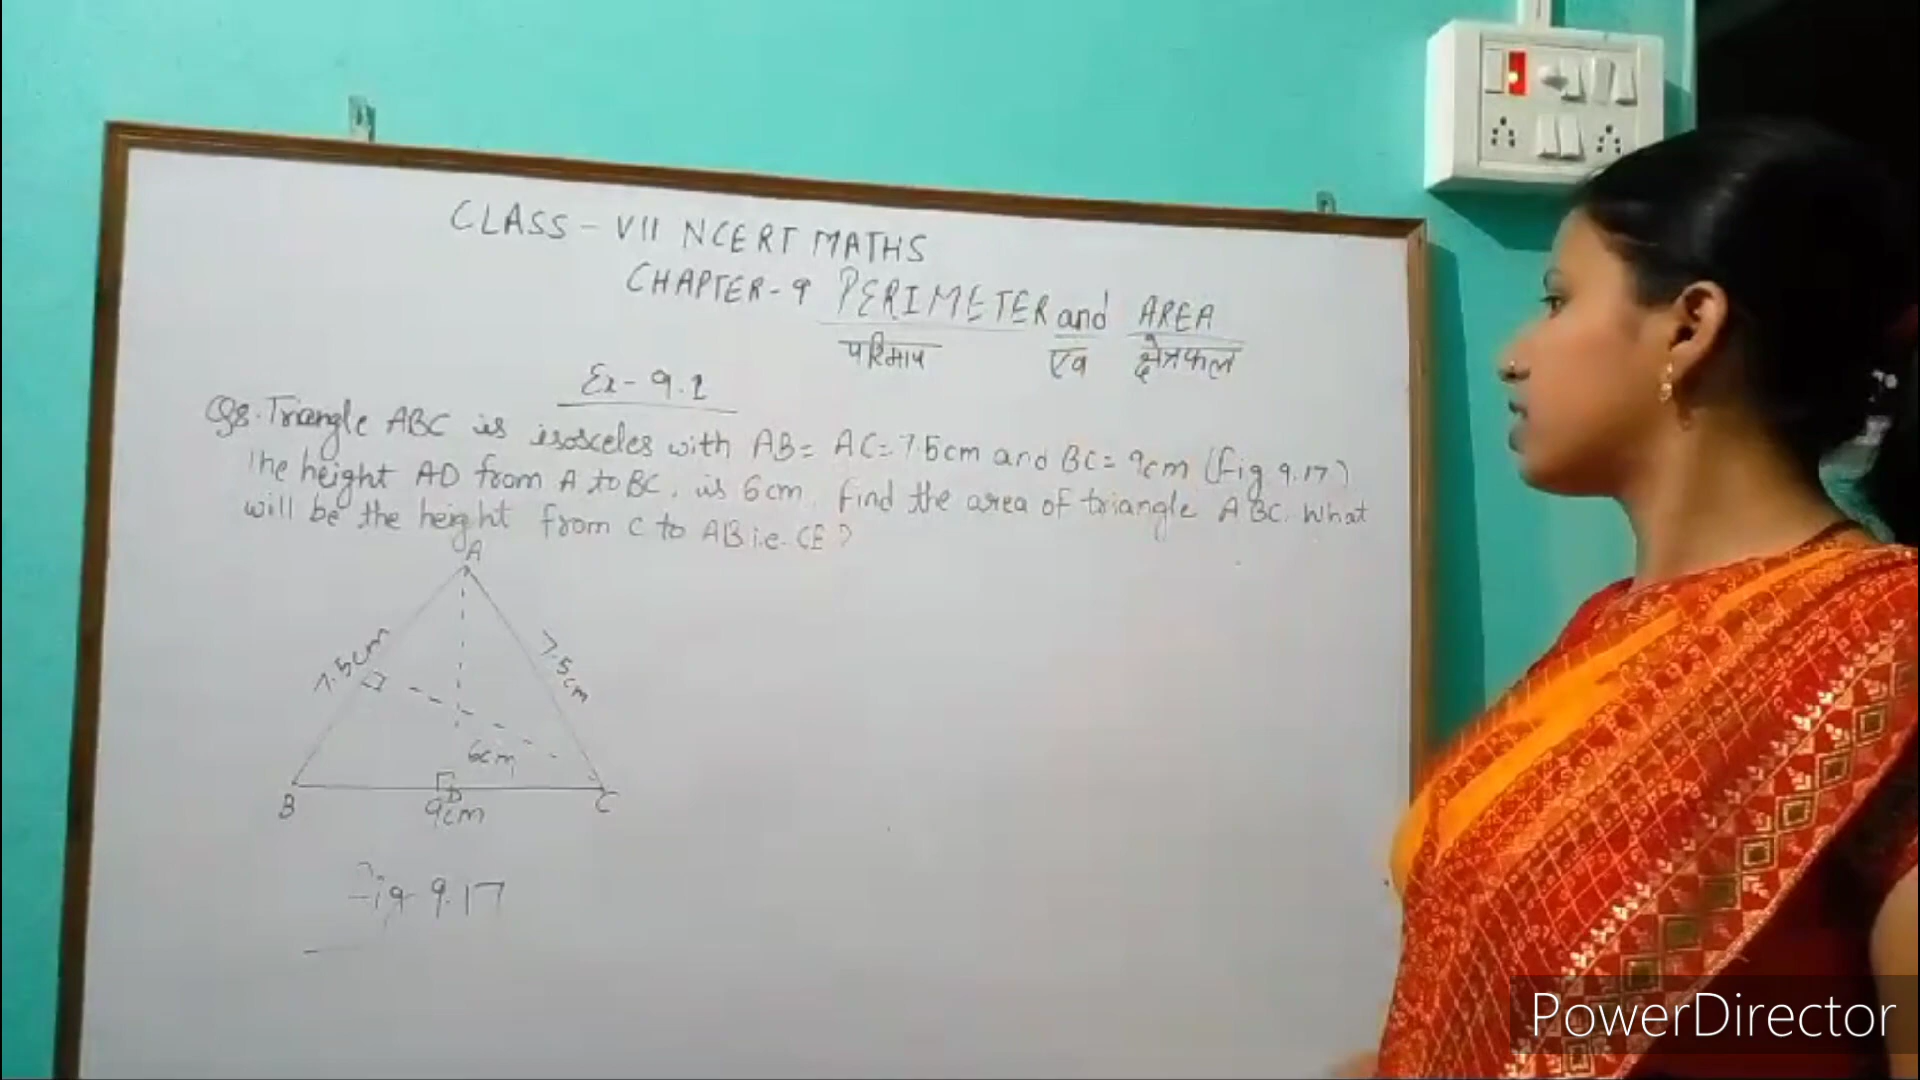 CLASS - VII NCERT MATHS
CHAPTER-9 PERIMETER and AREA
परिमाप एव क्षेत्रफल
Ex- 9.1
Q8. Triangle ABC is isosceles with AB= AC=7.5cm and BC= 9cm (fig 9.17)
The height AD from A to BC, is 6cm. find the area of triangle ABC. What
will be the height from C to AB i.e. CE?
A
7.5cm
7.5cm
6cm
B
D
C
9cm
Fig 9.17
PowerDirector